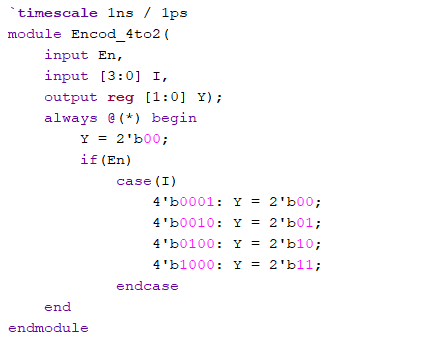 `timescale 1ns / 1ps
module Encod_4to2(
    input En,
    input [3:0] I,
    output reg [1:0] Y);
    always @(*) begin
        Y = 2'b00;
        if(En)
            case(I)
                4'b0001: Y = 2'b00;
                4'b0010: Y = 2'b01;
                4'b0100: Y = 2'b10;
                4'b1000: Y = 2'b11;
            endcase
    end
endmodule